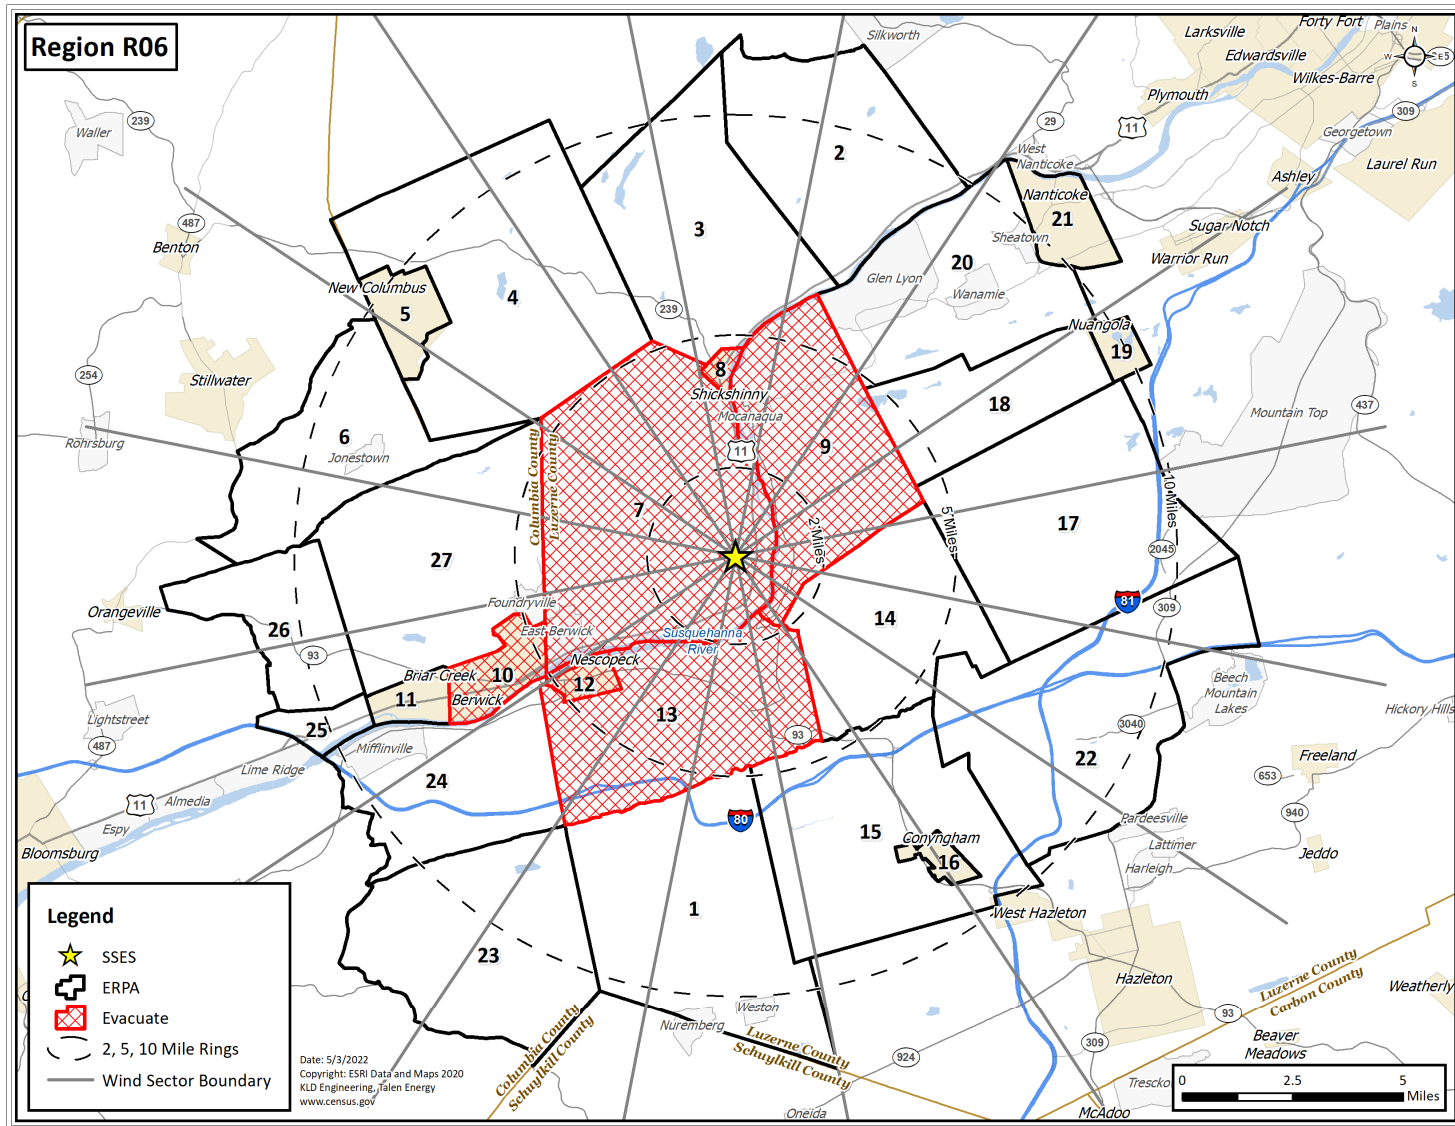 Region R06
Silkworth
Larksville
Forty Fort
Plains
Edwardsville
Wilkes-Barre
Plymouth
N
W
E
S
309
Georgetown
Laurel Run
Ashley
11
29
West
Nanticoke
Nanticoke
21
Sheatown
Sugar Notch
Warrior Run
Waller
239
487
Benton
2
3
20
Glen Lyon
Wanamie
New Columbus
5
4
239
Nuangola
19
254
Stillwater
8
Shickshinny
Mocanaqua
11
9
18
Mountain Top
437
Rohrsburg
6
Jonestown
Columbia County
Luzerne County
7
2 Miles
5 Miles
10 Miles
17
2045
27
Foundryville
East Berwick
Susquehanna
River
14
81
309
Orangeville
26
93
Briar Creek
10
Nescopeck
12
11
Berwick
13
93
Beech
Mountain
Lakes
Hickory Hills
Lightstreet
487
25
Mifflinville
Lime Ridge
24
3040
22
Freeland
653
11
Almedia
Espy
Bloomsburg
80
15
Conyngham
16
Pardeesville
Lattimer
Harleigh
940
Jeddo
1
West Hazleton
23
Hazleton
Luzerne County
Carbon County
Weatherly
Weston
Nuremberg
93
Beaver
Meadows
309
Columbia County
Schuylkill County
Luzerne County
Schuylkill County
924
Oneida
McAdoo
Legend
SSES
ERPA
Evacuate
2, 5, 10 Mile Rings
Wind Sector Boundary
Date: 5/3/2022
Copyright: ESRI Data and Maps 2020
KLD Engineering, Talen Energy
www.census.gov
0 2.5 5
Miles